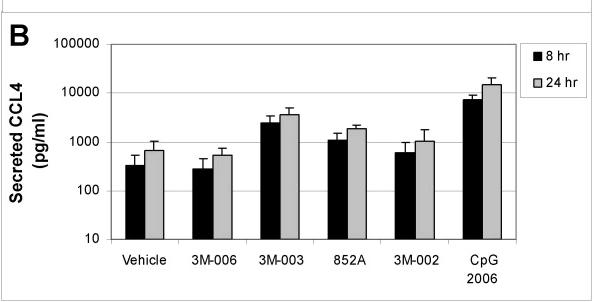 B
Secreted CCL4
(pg/ml)
100000
10000
1000
100
10
Vehicle
3M-006
3M-003
852A
3M-002
CpG
2006
8 hr
24 hr